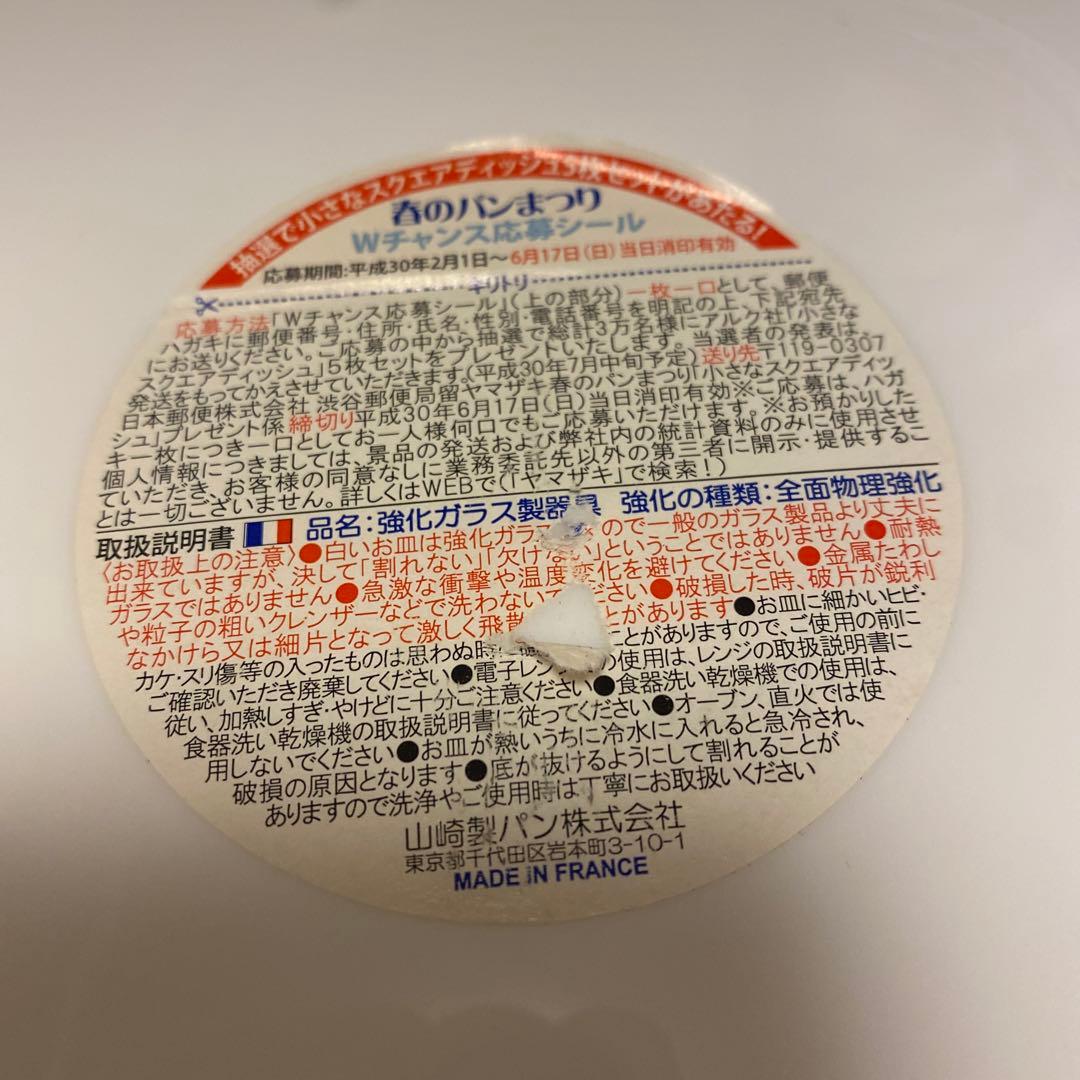 抽選で小さなスクエアディッシュ5枚セットがあたる!
春のパンまつり
Wチャンス応募シール
応募期間:平成30年2月1日～6月17日(日)当日消印有効
キリトリ
応募方法「Wチャンス応募シール」(上の部分)一枚一口として、郵便
ハガキに郵便番号・住所・氏名・性別・電話番号を明記の上、下記宛先
にお送りください。ご応募の中から抽選で総計3万名様にアルク社「小さな
スクエアディッシュ」5枚セットをプレゼントいたします。当選者の発表は、
発送をもってかえさせていただきます。(平成30年7月中旬予定)送り先〒119-0307
日本郵便株式会社 渋谷郵便局留ヤマザキ春のパンまつり「小さなスクエアディッ
シュ」プレゼント係 締切り平成30年6月17日(日)当日消印有効※ご応募は、ハガ
キ一枚につき一口としてお一人様何口でもご応募いただけます。※お預かりした
個人情報につきましては、景品の発送および弊社内の統計資料のみに使用させ
ていただき、お客様の同意なしに業務委託先以外の第三者に開示・提供するこ
とは一切ございません。詳しくはWEBで(「ヤマザキ」で検索!)
取扱説明書 品名:強化ガラス製器具 強化の種類:全面物理強化
〈お取扱上の注意〉●白いお皿は強化ガラス ので一般のガラス製品より丈夫に
出来ていますが、決して「割れない」「欠けない」ということではありません●耐熱
ガラスではありません●急激な衝撃や温度変化を避けてください●金属たわし
や粒子の粗いクレンザーなどで洗わないで ●破損した時、破片が鋭利
なかけら又は細片となって激しく飛散 ことがあります●お皿に細かいヒビ・
カケ・スリ傷等の入ったものは思わぬ時に ことがありますので、ご使用の前に
ご確認いただき廃棄してください●電子レン の使用は、レンジの取扱説明書に
従い、加熱しすぎ・やけどに十分ご注意ください●食器洗い乾燥機での使用は、
食器洗い乾燥機の取扱説明書に従ってください●オーブン、直火では使
用しないでください●お皿が熱いうちに冷水に入れると急冷され、
破損の原因となります●底が抜けるようにして割れることが
ありますので洗浄やご使用時は丁寧にお取扱いください
山崎製パン株式会社
東京都千代田区岩本町3-10-1
MADE IN FRANCE